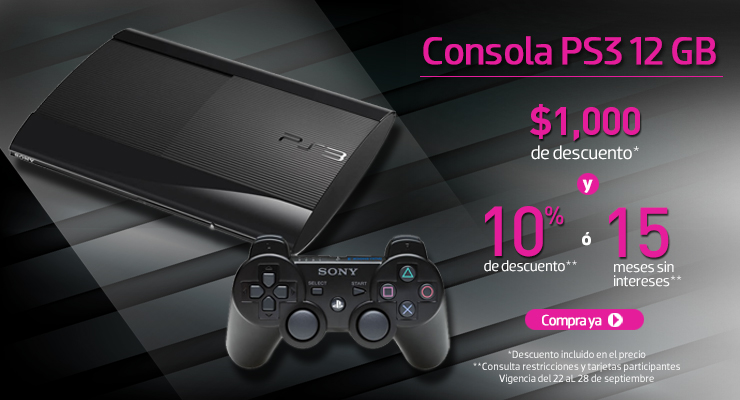 Consola PS3 12 GB
$1,000
de descuento*
y
10%
de descuento**
ó
15
meses sin
intereses**
Compra ya
*Descuento incluido en el precio
**Consulta restricciones y tarjetas participantes
Vigencia del 22 al 28 de septiembre
PS3
SONY
SONY
SELECT
START